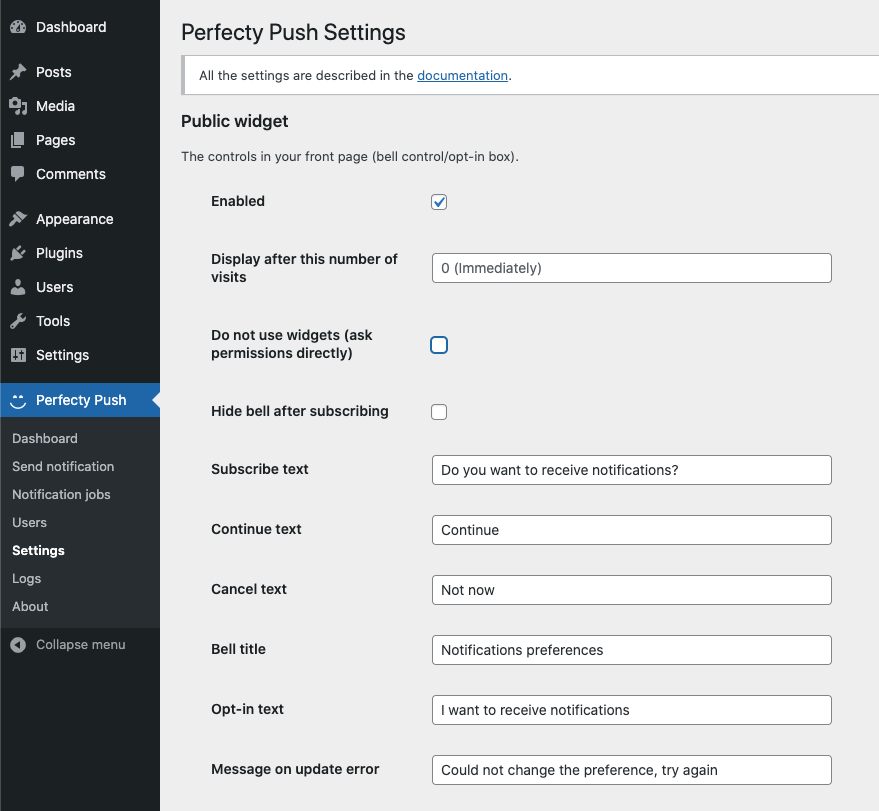 Dashboard
Posts
Media
Pages
Comments
Appearance
Plugins
Users
Tools
Settings
Perfecty Push
Dashboard
Send notification
Notification jobs
Users
Settings
Logs
About
Collapse menu
Perfecty Push Settings
All the settings are described in the documentation.
Public widget
The controls in your front page (bell control/opt-in box).
Enabled
Display after this number of
visits
0 (Immediately)
Do not use widgets (ask
permissions directly)
Hide bell after subscribing
Subscribe text
Do you want to receive notifications?
Continue text
Continue
Cancel text
Not now
Bell title
Notifications preferences
Opt-in text
I want to receive notifications
Message on update error
Could not change the preference, try again